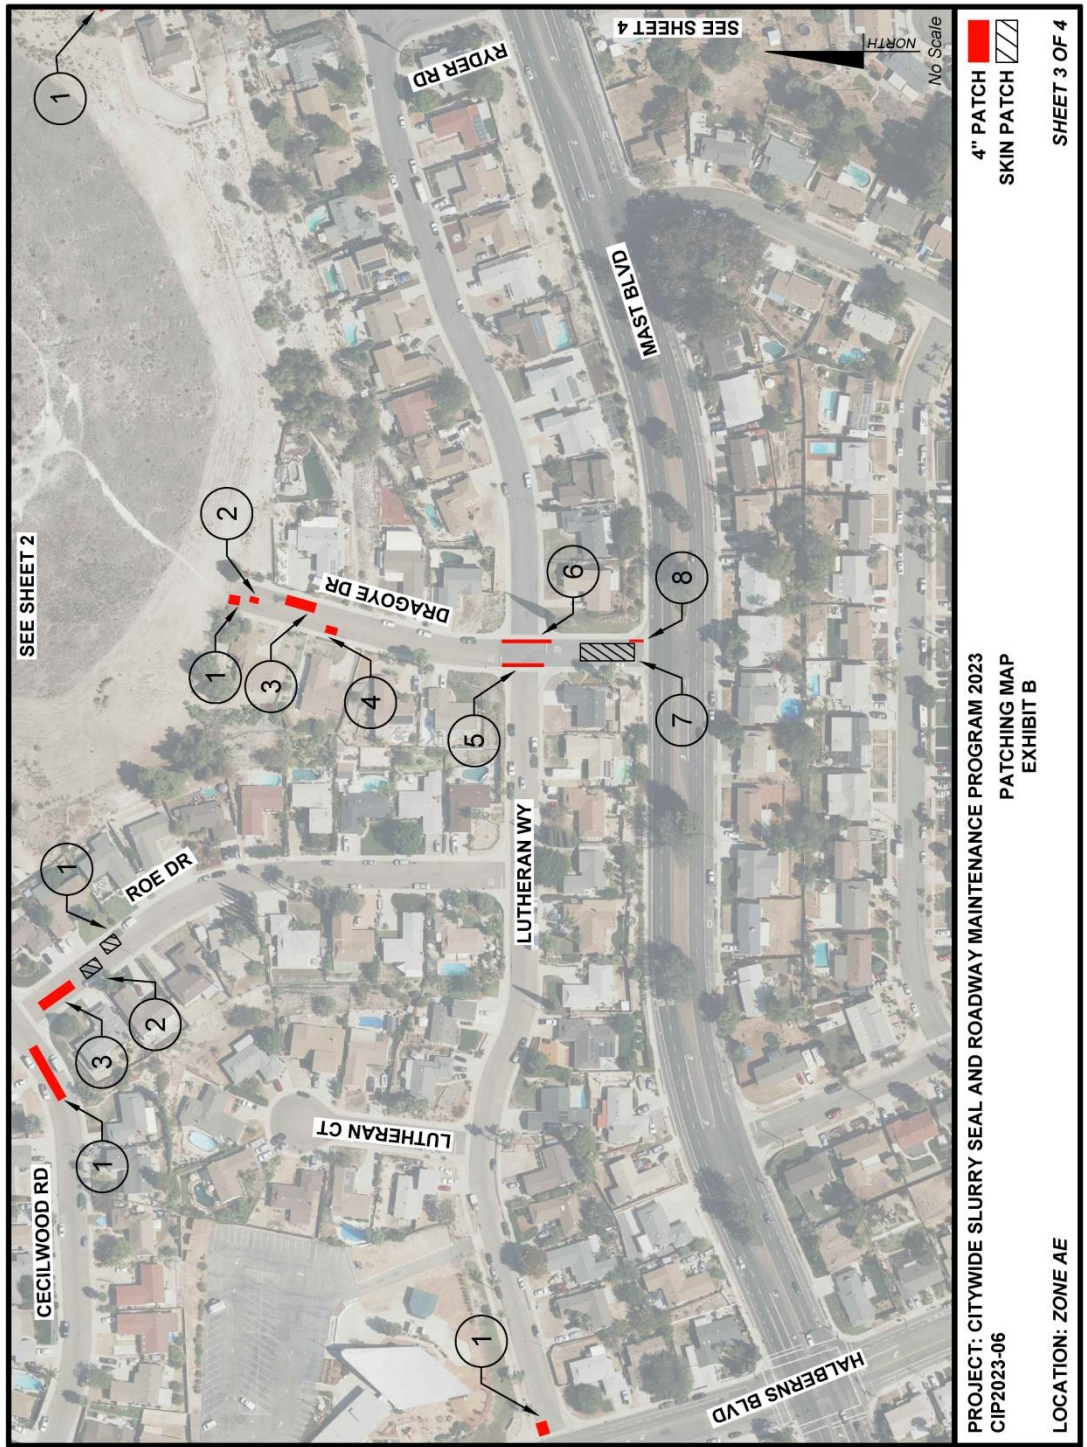 SEE SHEET 2
CECILWOOD RD
ROE DR
1
1
2
3
1
1
2
3
4
5
6
7
8
DRAGOYE DR
RYDER RD
SEE SHEET 4
MAST BLVD
LUTHERAN WY
LUTHERAN CT
1
HALBERNS BLVD
NORTH
No Scale
PROJECT: CITYWIDE SLURRY SEAL AND ROADWAY MAINTENANCE PROGRAM 2023
CIP2023-06
PATCHING MAP
EXHIBIT B
LOCATION: ZONE AE
4" PATCH
SKIN PATCH
SHEET 3 OF 4